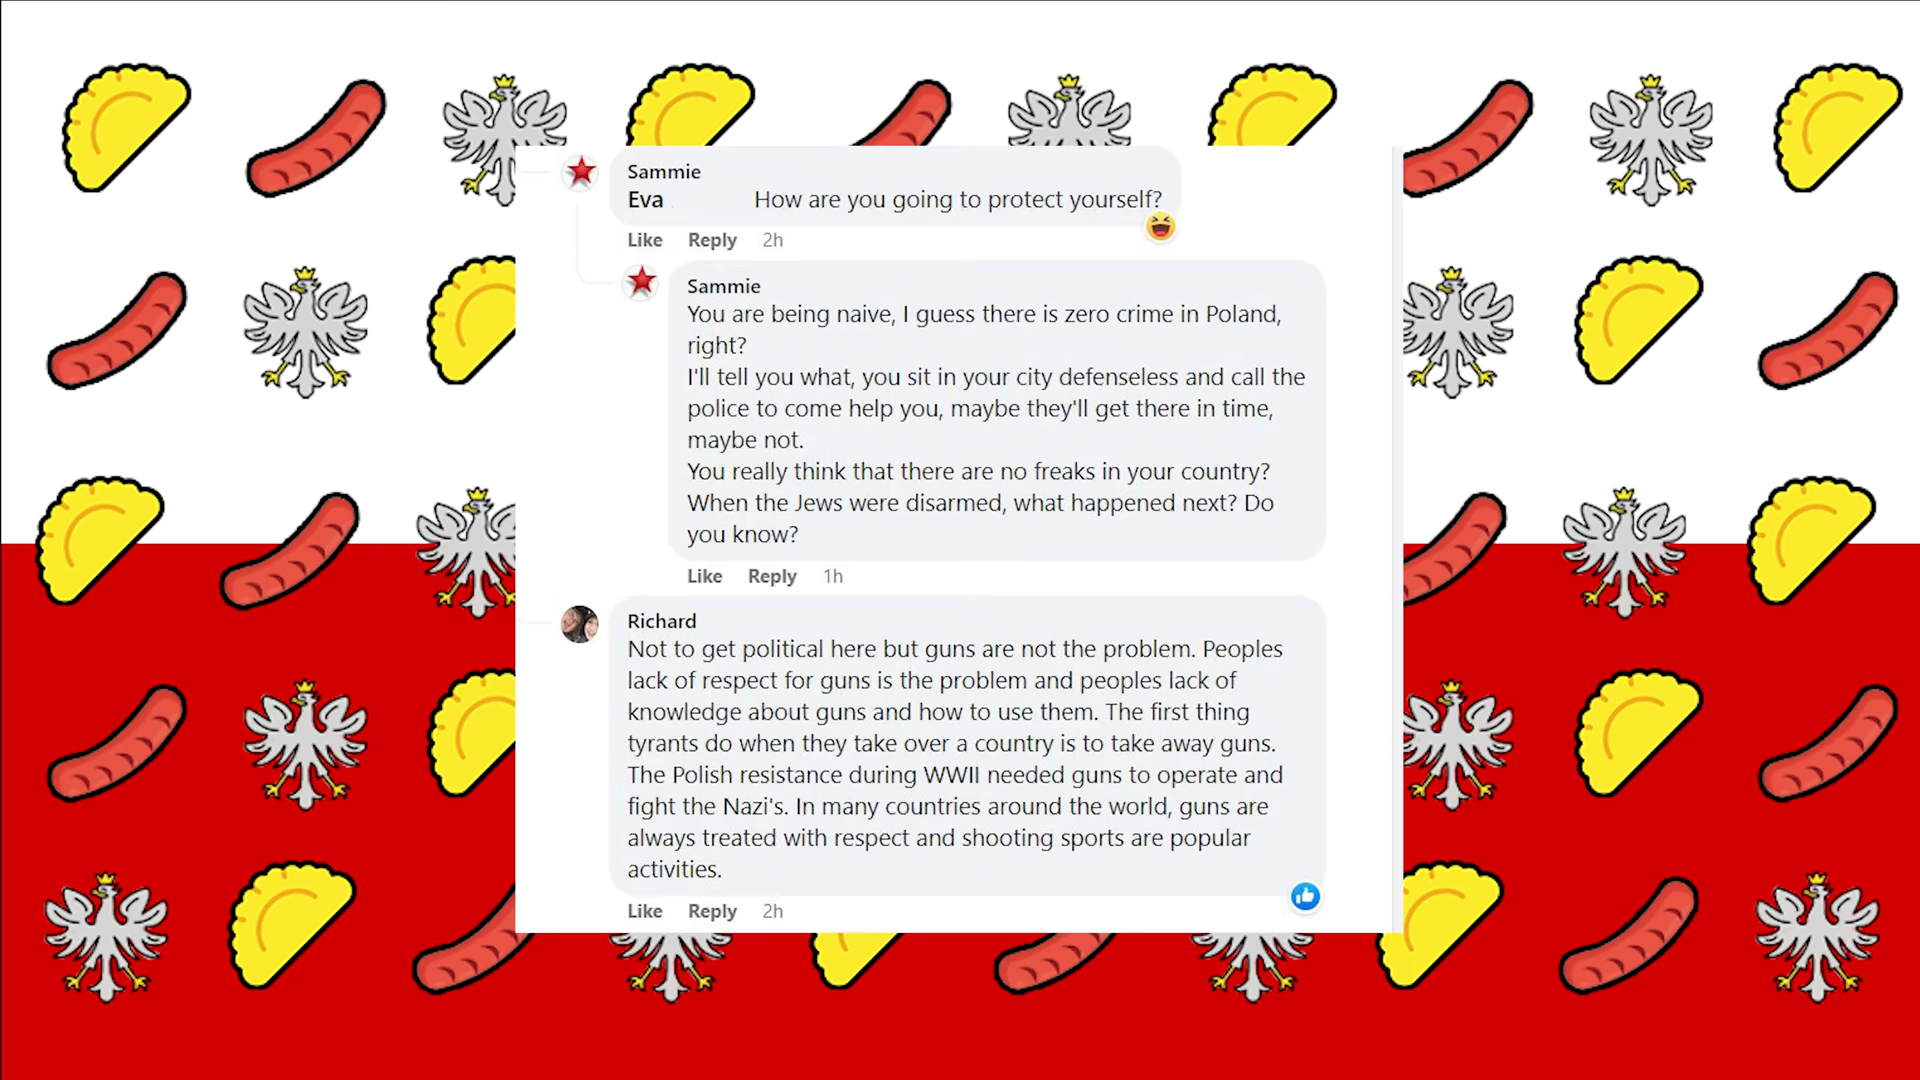 Sammie
Eva How are you going to protect yourself?
Like Reply 2h
Sammie
You are being naive, I guess there is zero crime in Poland,
right?
I'll tell you what, you sit in your city defenseless and call the
police to come help you, maybe they'll get there in time,
maybe not.
You really think that there are no freaks in your country?
When the Jews were disarmed, what happened next? Do
you know?
Like Reply 1h
Richard
Not to get political here but guns are not the problem. Peoples
lack of respect for guns is the problem and peoples lack of
knowledge about guns and how to use them. The first thing
tyrants do when they take over a country is to take away guns.
The Polish resistance during WWII needed guns to operate and
fight the Nazi's. In many countries around the world, guns are
always treated with respect and shooting sports are popular
activities.
Like Reply 2h